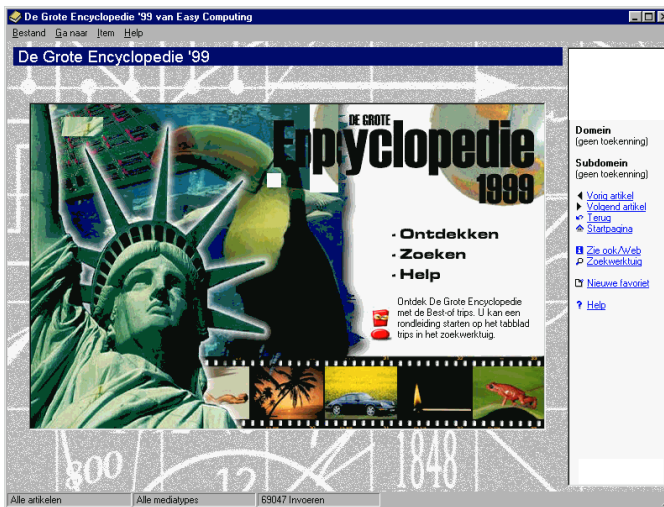 De Grote Encyclopedie '99 van Easy Computing
Bestand Ga naar Item Help
De Grote Encyclopedie '99
DE GROTE
Encyclopedie
1999
- Ontdekken
- Zoeken
- Help
Ontdek De Grote Encyclopedie
met de Best-of trips. U kan een
rondleiding starten op het tabblad
trips in het zoekwerktuig.
Domein
(geen toekenning)
Subdomein
(geen toekenning)
Vorig artikel
Volgend artikel
Terug
Startpagina
Zie ook/Web
Zoekwerktuig
Nieuwe favoriet
? Help
800
12
1848
Alle artikelen
Alle mediatypes
69047 Invoeren